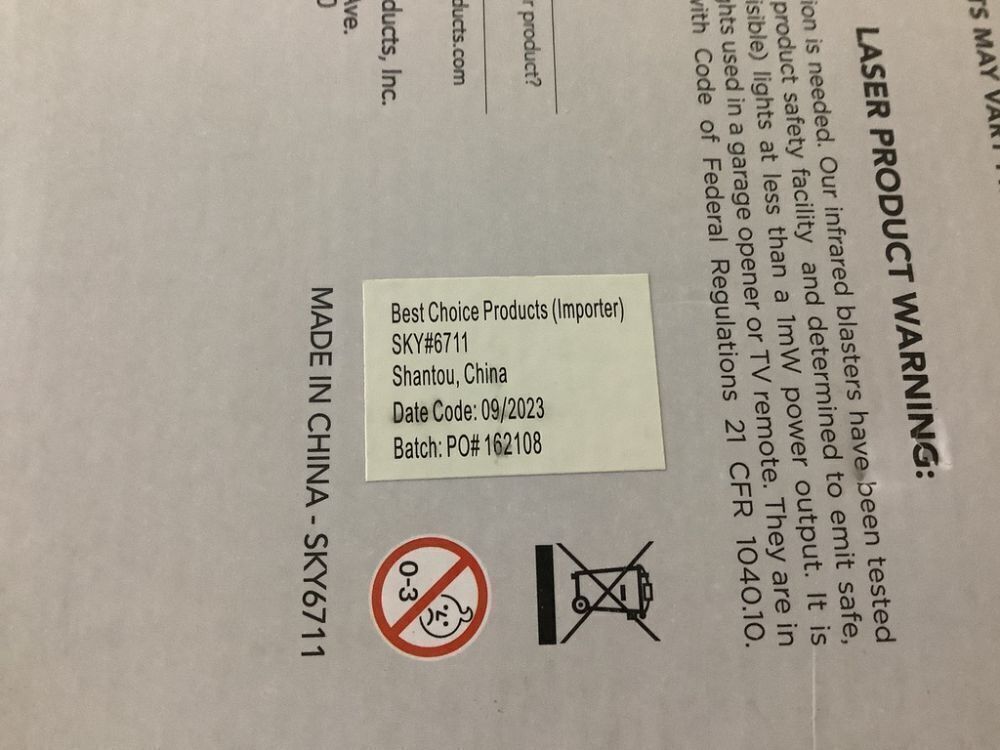 TS MAY VARY
LASER PRODUCT WARNING:
ion is needed. Our infrared blasters have been tested
product safety facility and determined to emit safe,
isible) lights at less than a 1mW power output. It is
ghts used in a garage opener or TV remote. They are in
with Code of Federal Regulations 21 CFR 1040.10.
r product?
ducts.com
ducts, Inc.
Ave.
Best Choice Products (Importer)
SKY#6711
Shantou, China
Date Code: 09/2023
Batch: PO# 162108
0-3
MADE IN CHINA - SKY6711